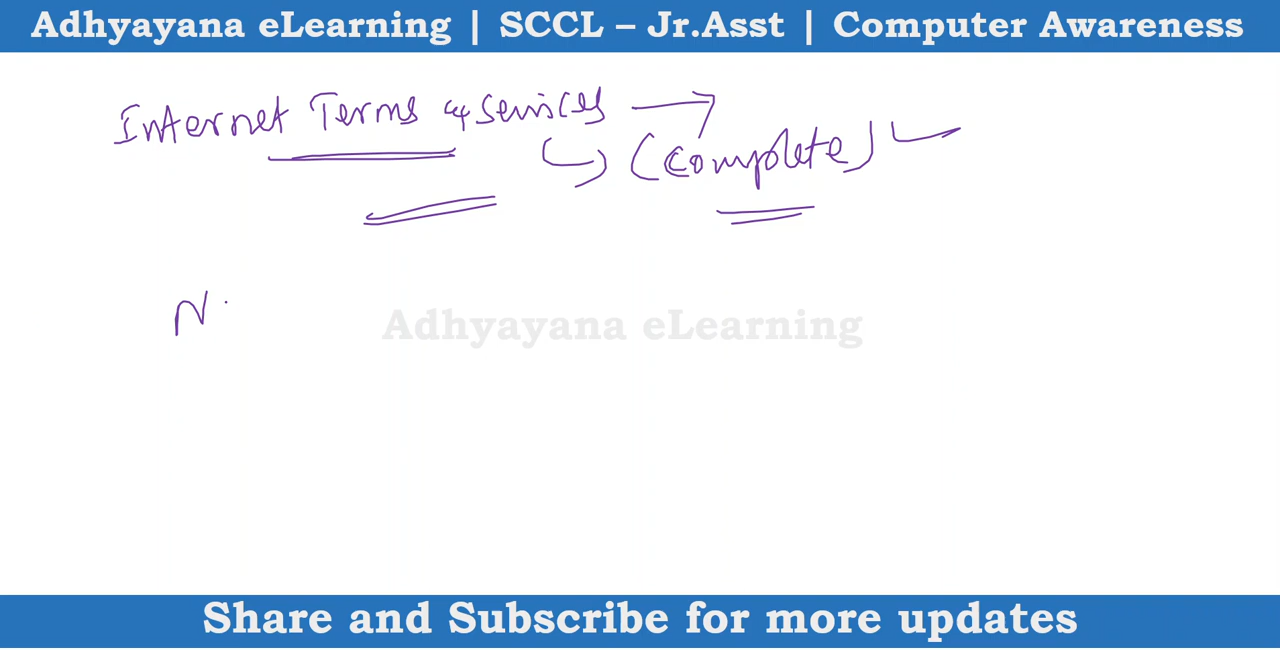 Adhyayana eLearning | SCCL – Jr.Asst | Computer Awareness
Internet Terms & Services →
(Complete)
N
Adhyayana eLearning
Share and Subscribe for more updates